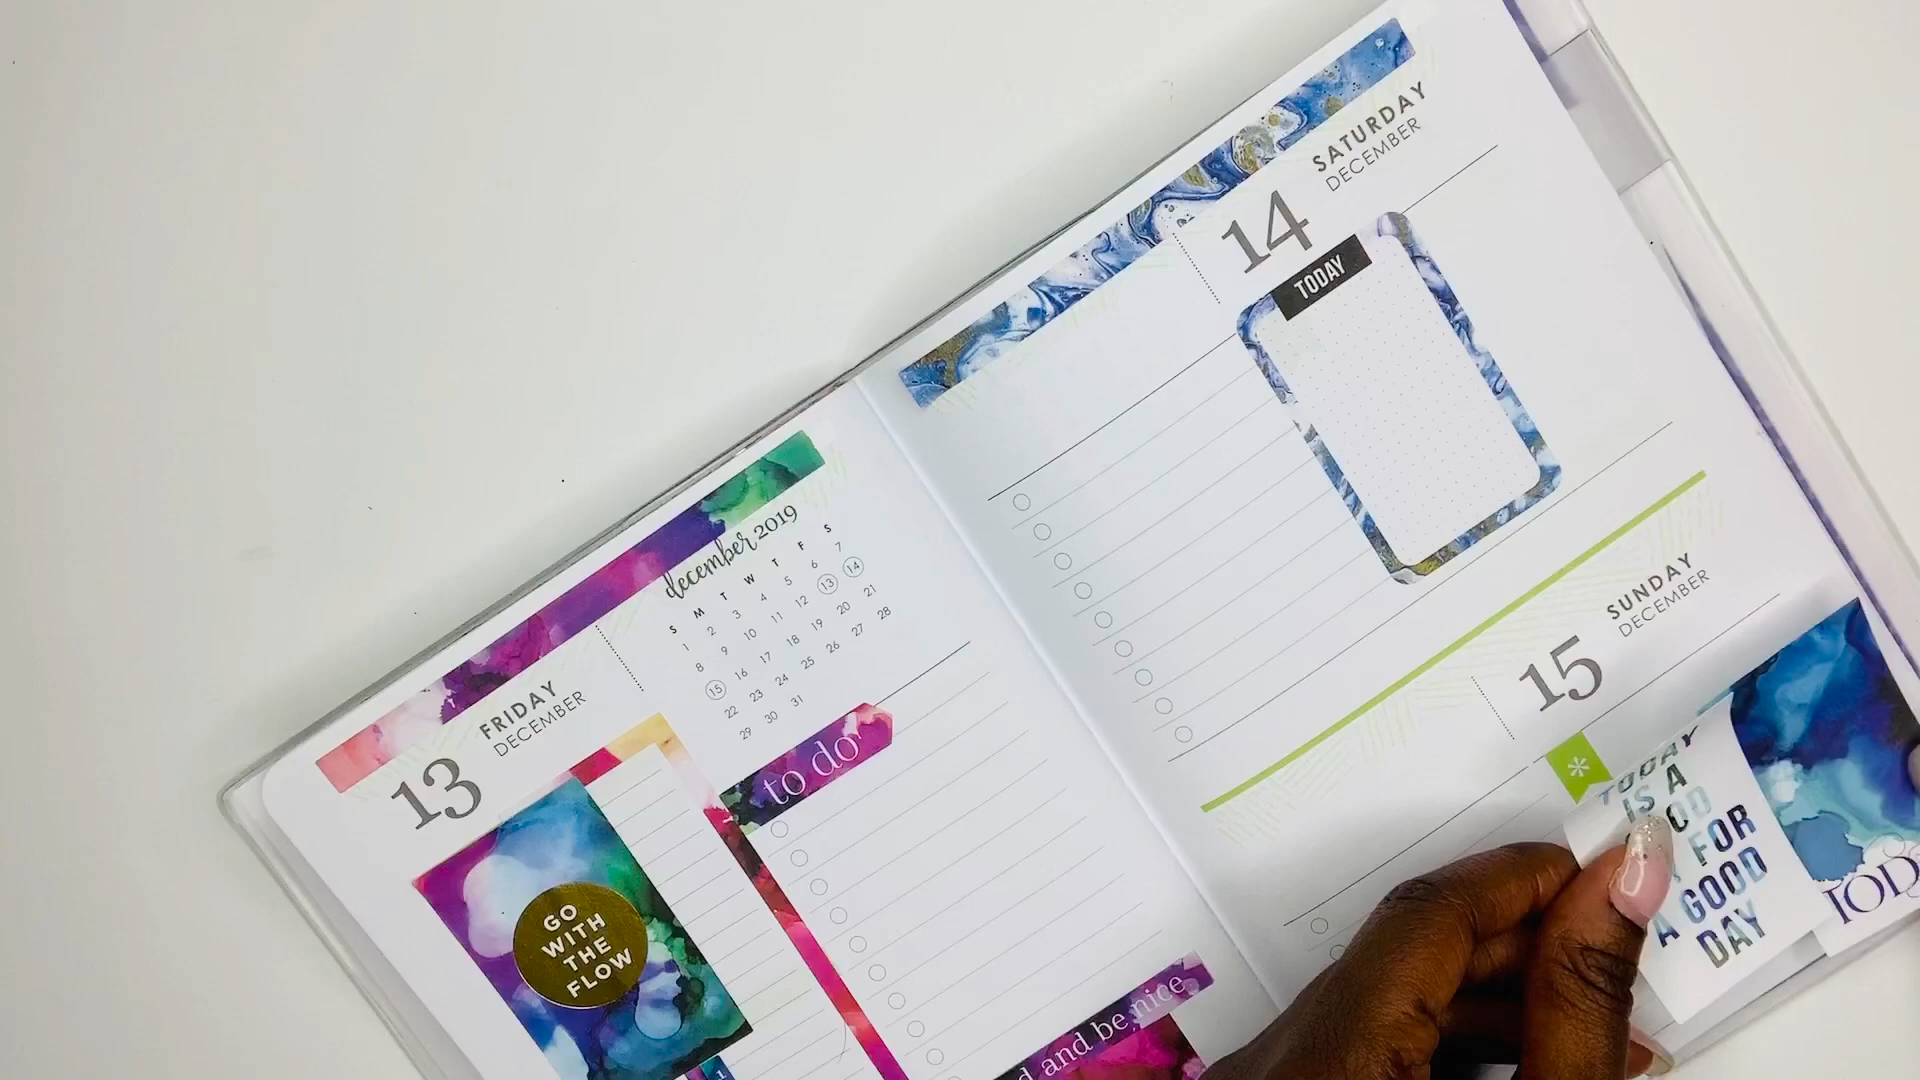 13
FRIDAY
DECEMBER
december 2019
S M T W T F S
1 2 3 4 5 6 7
8 9 10 11 12 13 14
15 16 17 18 19 20 21
22 23 24 25 26 27 28
29 30 31
to do
GO
WITH
THE
FLOW
and be nice
14
SATURDAY
DECEMBER
TODAY
15
SUNDAY
DECEMBER
*
TODAY
IS A
FOR
A GOOD
DAY